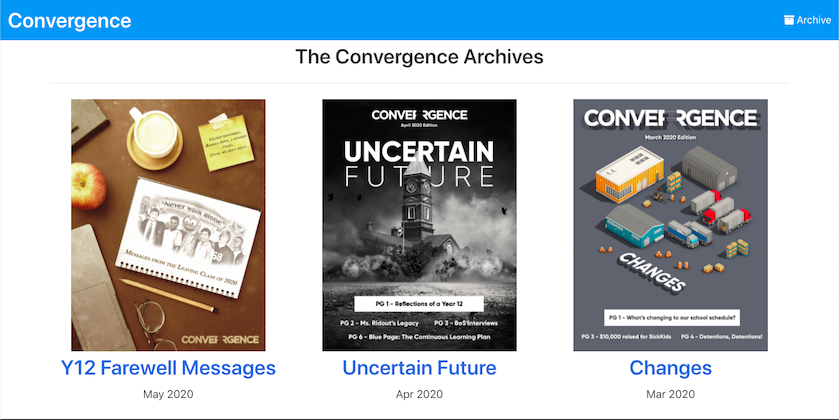 Convergence
Archive
The Convergence Archives
Never walk alone
MESSAGES FROM THE LEAVING CLASS OF 2020
CONVERGENCE
Y12 Farewell Messages
May 2020
CONVERGENCE
April 2020 Edition
UNCERTAIN
FUTURE
PG 1 - Reflections of a Year 12
PG 2 - Ms. Ridout's Legacy
PG 3 - BoS Interviews
PG 6 - Blue Page: The Continuous Learning Plan
Uncertain Future
Apr 2020
CONVERGENCE
March 2020 Edition
CHANGES
PG 1 - What's changing to our school schedule?
PG 3 - $10,000 raised for SickKids
PG 4 - Detentions, Detentions!
Changes
Mar 2020